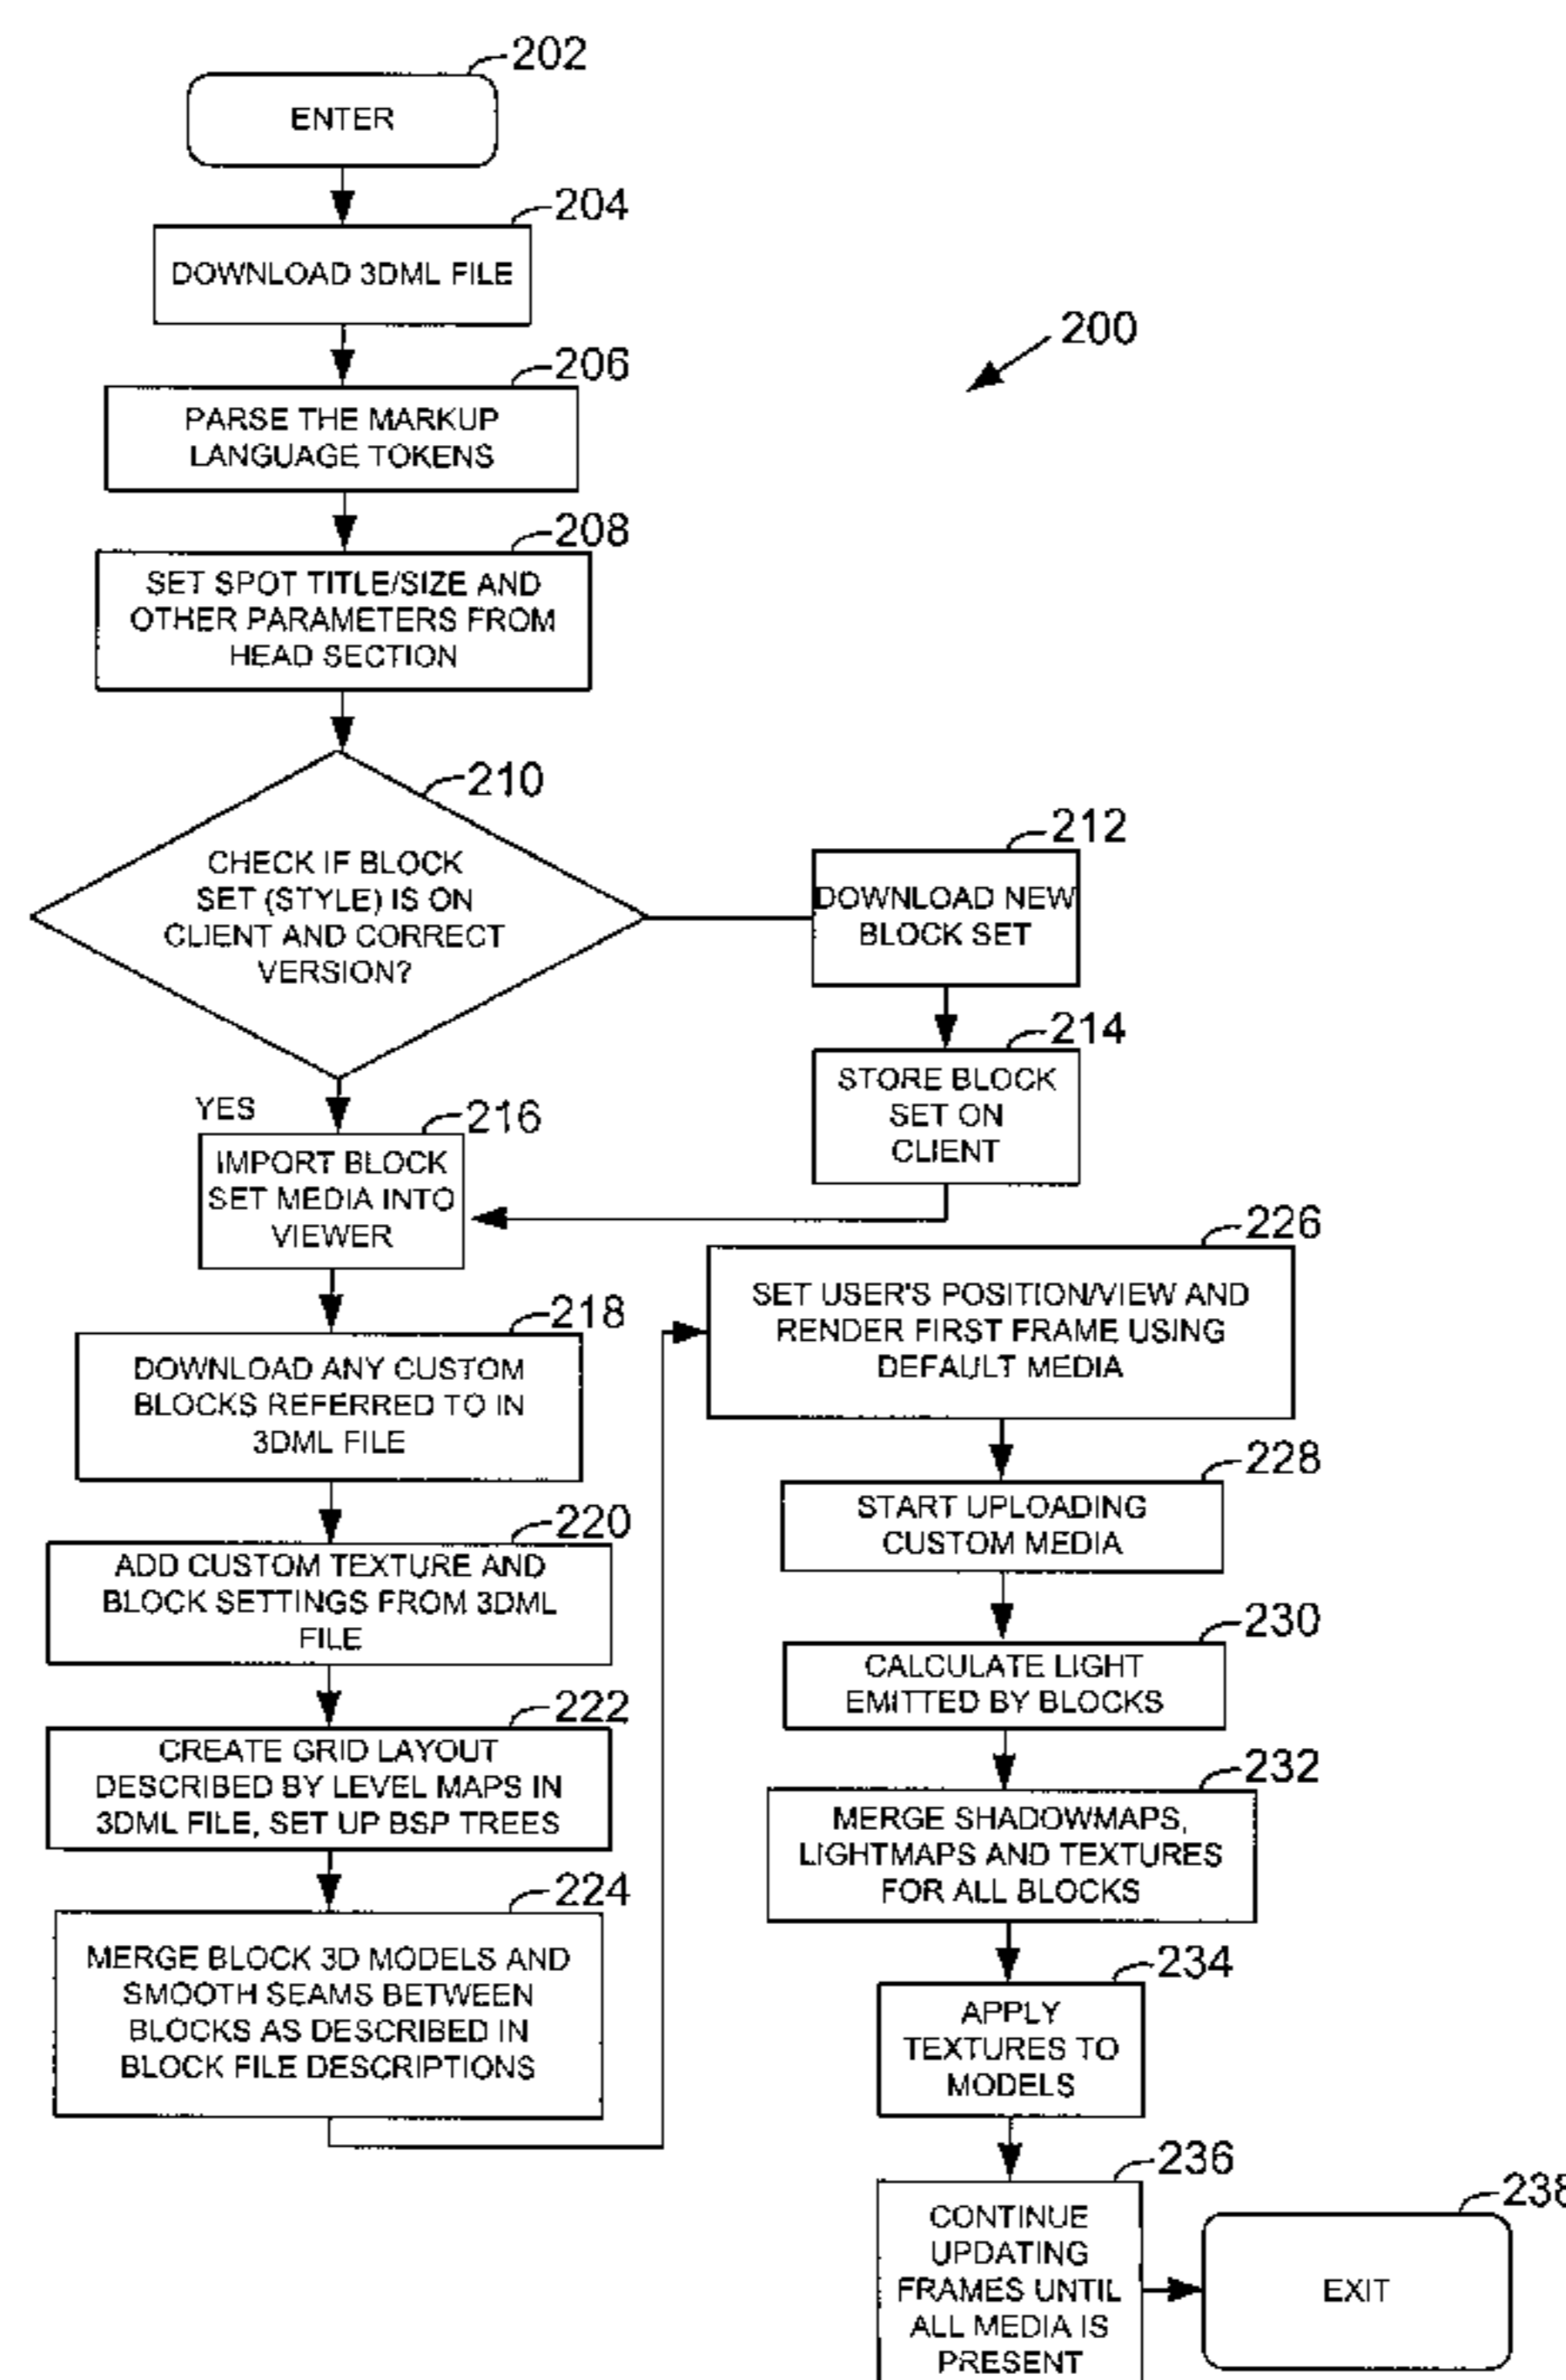 202
ENTER
204
DOWNLOAD 3DML FILE
200
206
PARSE THE MARKUP
LANGUAGE TOKENS
208
SET SPOT TITLE/SIZE AND
OTHER PARAMETERS FROM
HEAD SECTION
210
CHECK IF BLOCK
SET (STYLE) IS ON
CLIENT AND CORRECT
VERSION?
212
DOWNLOAD NEW
BLOCK SET
214
STORE BLOCK
SET ON
CLIENT
YES
216
IMPORT BLOCK
SET MEDIA INTO
VIEWER
218
DOWNLOAD ANY CUSTOM
BLOCKS REFERRED TO IN
3DML FILE
220
ADD CUSTOM TEXTURE AND
BLOCK SETTINGS FROM 3DML
FILE
222
CREATE GRID LAYOUT
DESCRIBED BY LEVEL MAPS IN
3DML FILE, SET UP BSP TREES
224
MERGE BLOCK 3D MODELS AND
SMOOTH SEAMS BETWEEN
BLOCKS AS DESCRIBED IN
BLOCK FILE DESCRIPTIONS
226
SET USER'S POSITION/VIEW AND
RENDER FIRST FRAME USING
DEFAULT MEDIA
228
START UPLOADING
CUSTOM MEDIA
230
CALCULATE LIGHT
EMITTED BY BLOCKS
232
MERGE SHADOWMAPS,
LIGHTMAPS AND TEXTURES
FOR ALL BLOCKS
234
APPLY
TEXTURES TO
MODELS
236
CONTINUE
UPDATING
FRAMES UNTIL
ALL MEDIA IS
PRESENT
238
EXIT